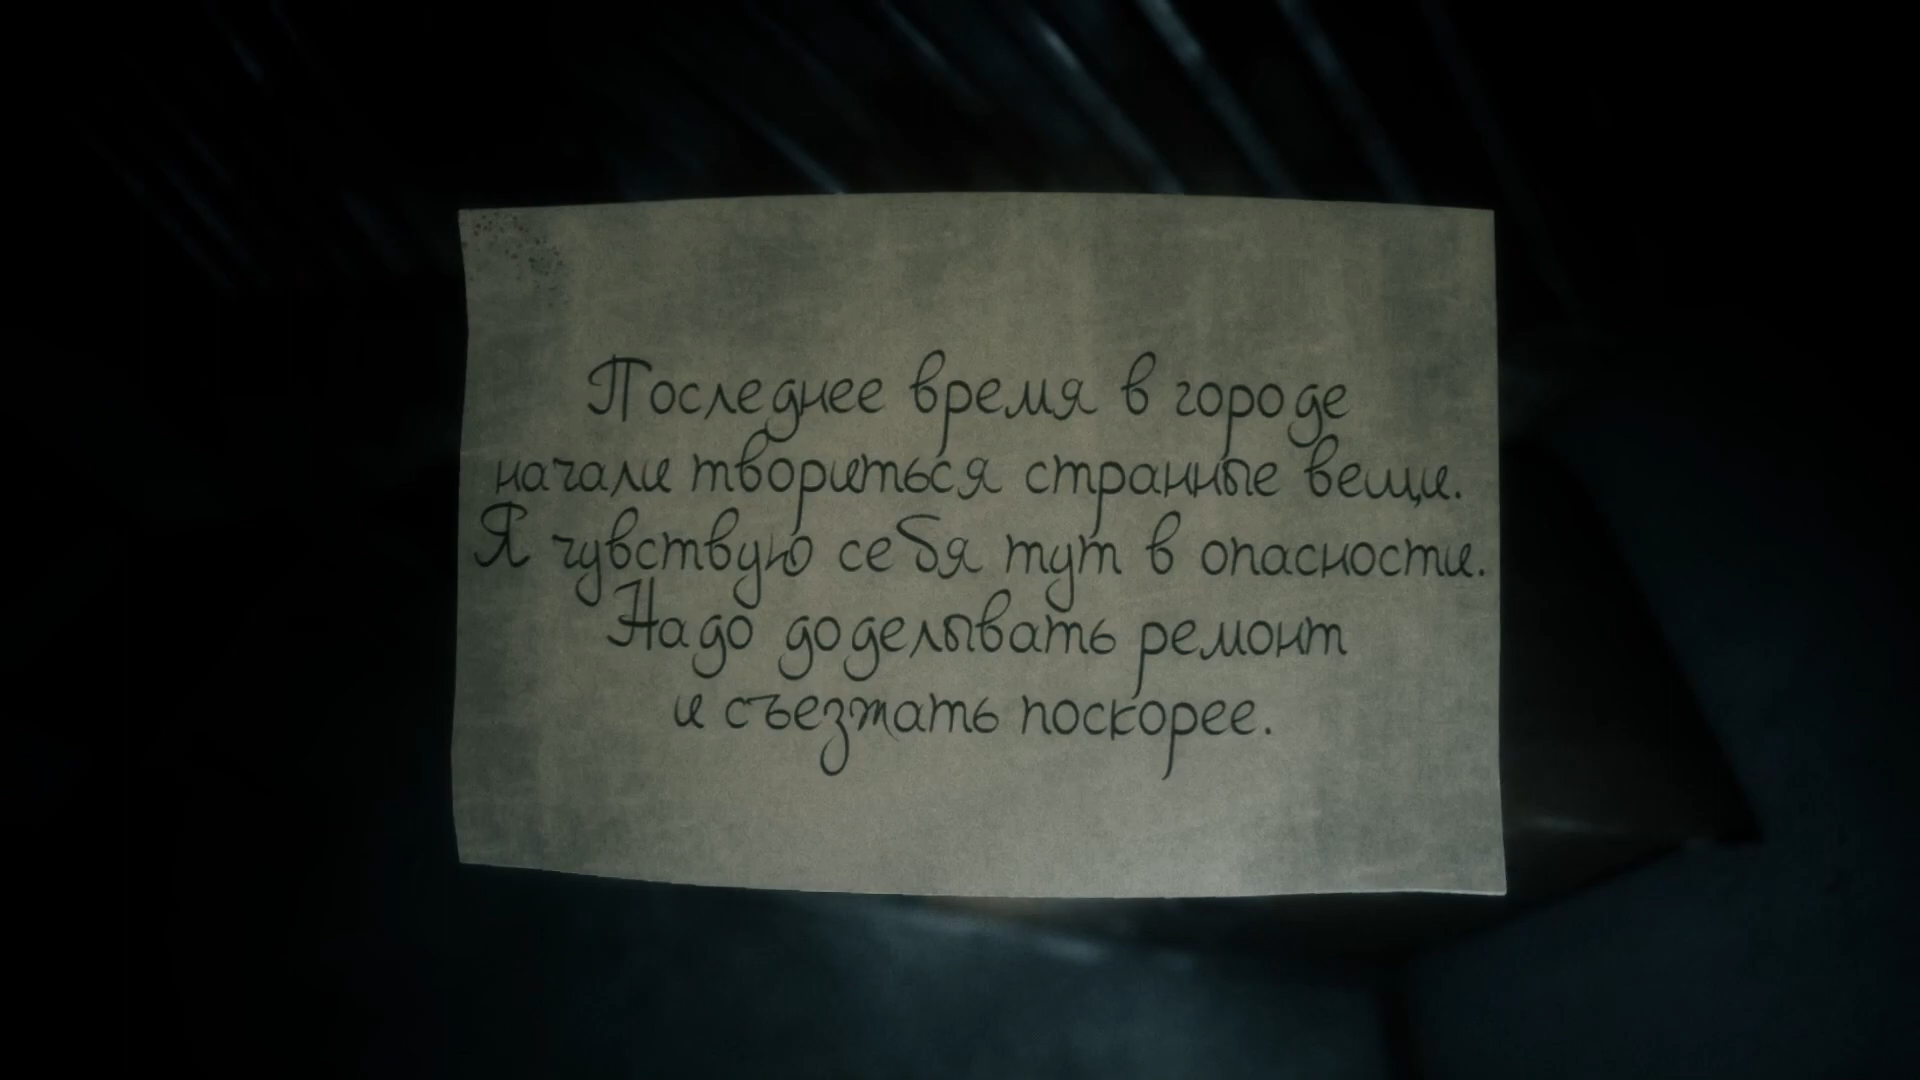 Последнее время в городе
начали твориться странные вещи.
Я чувствую себя тут в опасности.
Надо доделывать ремонт
и съезжать поскорее.